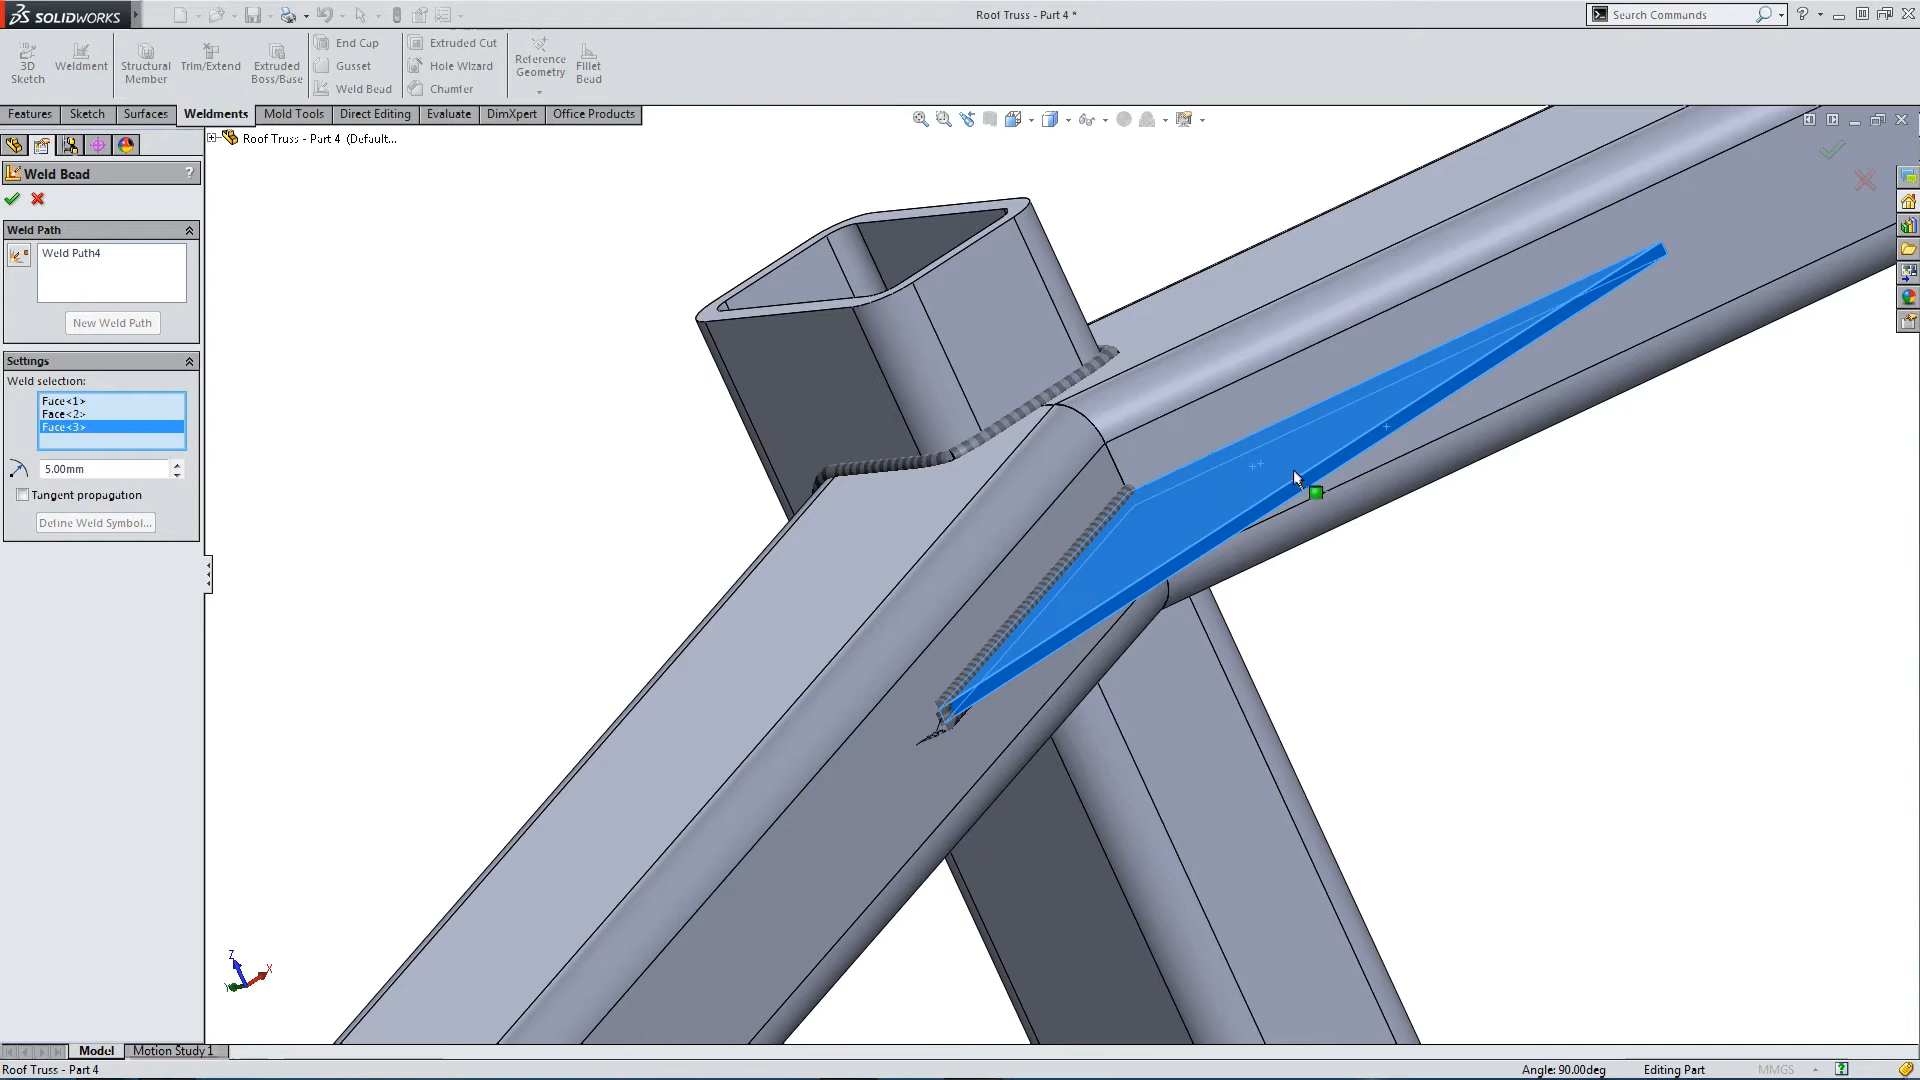 SOLIDWORKS
Roof Truss - Part 4 *
Search Commands
3D Sketch
Weldment
Structural Member
Trim/Extend
Extruded Boss/Base
End Cap
Gusset
Weld Bead
Extruded Cut
Hole Wizard
Chamfer
Reference Geometry
Fillet Bead
Features
Sketch
Surfaces
Weldments
Mold Tools
Direct Editing
Evaluate
DimXpert
Office Products
Roof Truss - Part 4 (Default...
Weld Bead
?
Weld Path
Weld Path4
New Weld Path
Settings
Weld selection:
Face<1>
Face<2>
Face<3>
5.00mm
Tangent propagation
Define Weld Symbol...
Z
X
Y
Model
Motion Study 1
Roof Truss - Part 4
Angle: 90.00deg
Editing Part
MMGS